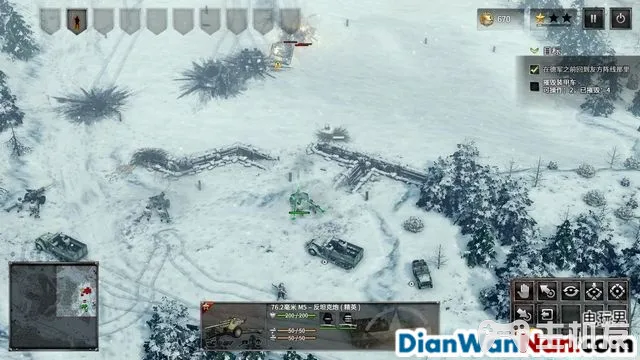 670
目标
在德军之前回到友方阵线那里
摧毁装甲车 -
可操作：2，已摧毁：4
76.2毫米 M5 – 反坦克炮 ( 精英 )
200 / 200
50 / 50
50 / 50
DianWanNan.com